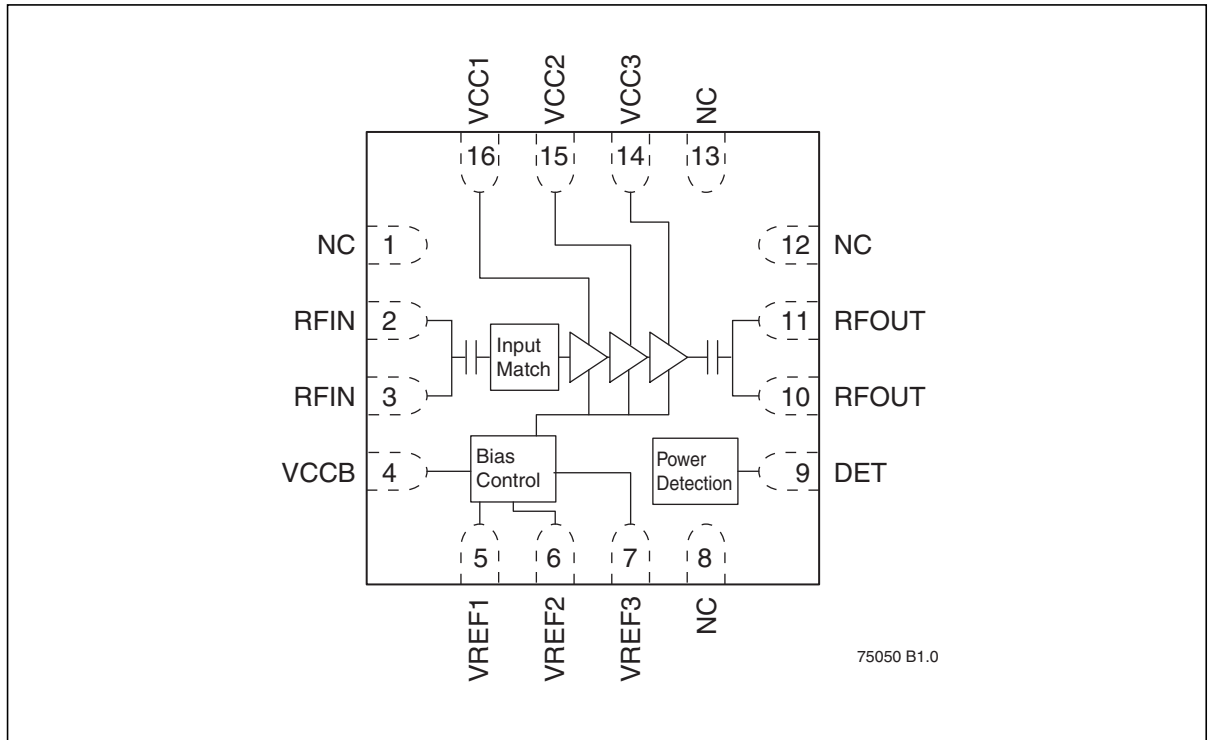 VCC1
VCC2
VCC3
NC
16
15
14
13
NC
1
12
NC
RFIN
2
11
RFOUT
Input
Match
RFIN
3
10
RFOUT
VCCB
4
Bias
Control
Power
Detection
9
DET
5
6
7
8
VREF1
VREF2
VREF3
NC
75050 B1.0